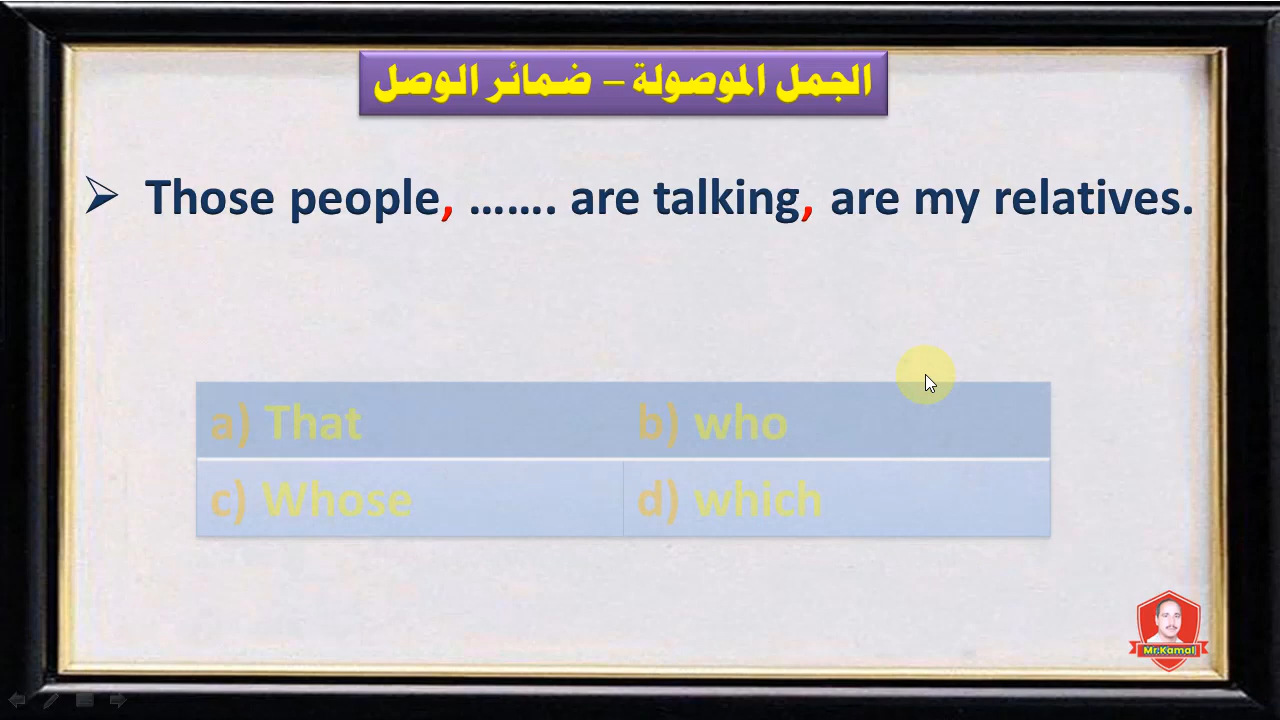 الجمل الموصولة – ضمائر الوصل
➢ Those people, ....... are talking, are my relatives.
a) That b) who
c) Whose d) which
Mr.Kamal